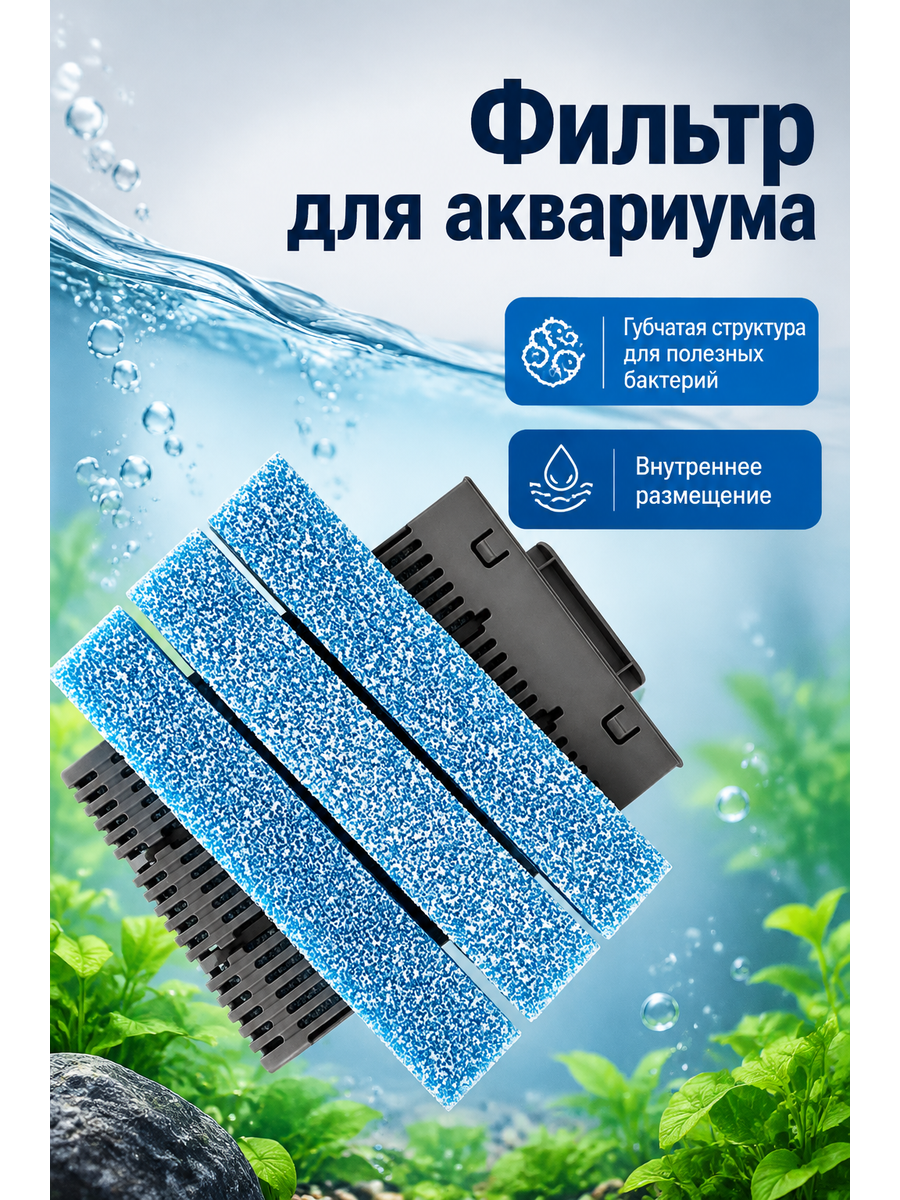 Фильтр
для аквариума
Губчатая структура
для полезных
бактерий
Внутреннее
размещение